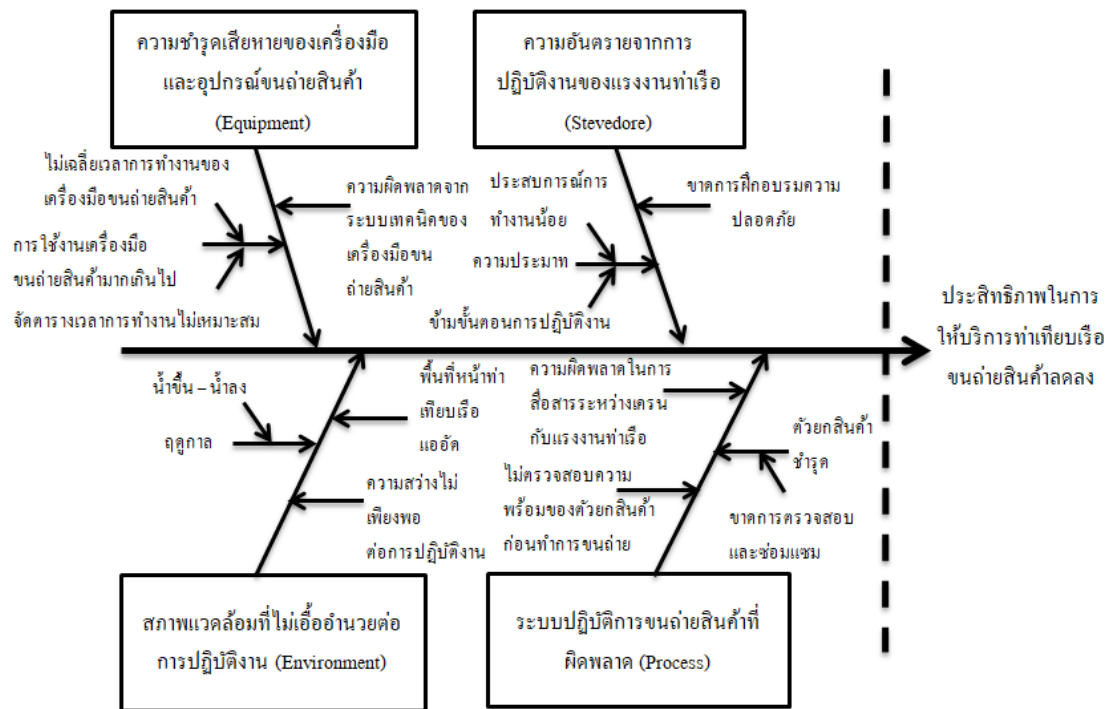 ความชำรุดเสียหายของเครื่องมือ
และอุปกรณ์ขนถ่ายสินค้า
(Equipment)
ความอันตรายจากการ
ปฏิบัติงานของแรงงานท่าเรือ
(Stevedore)
ไม่เฉลี่ยเวลาการทำงานของ
เครื่องมือขนถ่ายสินค้า
การใช้งานเครื่องมือ
ขนถ่ายสินค้ามากเกินไป
จัดตารางเวลาการทำงานไม่เหมาะสม
ความผิดพลาดจาก
ระบบเทคนิคของ
เครื่องมือขน
ถ่ายสินค้า
ประสบการณ์การ
ทำงานน้อย
ความประมาท
ข้ามขั้นตอนการปฏิบัติงาน
ขาดการฝึกอบรมความ
ปลอดภัย
ประสิทธิภาพในการ
ให้บริการท่าเทียบเรือ
ขนถ่ายสินค้าลดลง
น้ำขึ้น – น้ำลง
ฤดูกาล
พื้นที่หน้าท่า
เทียบเรือ
แออัด
ความสว่างไม่
เพียงพอ
ต่อการปฏิบัติงาน
ความผิดพลาดในการ
สื่อสารระหว่างเครน
กับแรงงานท่าเรือ
ไม่ตรวจสอบความ
พร้อมของตัวยกสินค้า
ก่อนทำการขนถ่าย
ตัวยกสินค้า
ชำรุด
ขาดการตรวจสอบ
และซ่อมแซม
สภาพแวดล้อมที่ไม่เอื้ออำนวยต่อ
การปฏิบัติงาน (Environment)
ระบบปฏิบัติการขนถ่ายสินค้าที่
ผิดพลาด (Process)